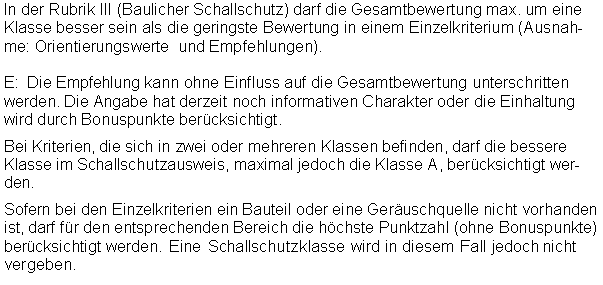 In der Rubrik III (Baulicher Schallschutz) darf die Gesamtbewertung max. um eine
Klasse besser sein als die geringste Bewertung in einem Einzelkriterium (Ausnah-
me: Orientierungswerte und Empfehlungen).
E: Die Empfehlung kann ohne Einfluss auf die Gesamtbewertung unterschritten
werden. Die Angabe hat derzeit noch informativen Charakter oder die Einhaltung
wird durch Bonuspunkte berücksichtigt.
Bei Kriterien, die sich in zwei oder mehreren Klassen befinden, darf die bessere
Klasse im Schallschutzausweis, maximal jedoch die Klasse A, berücksichtigt wer-
den.
Sofern bei den Einzelkriterien ein Bauteil oder eine Geräuschquelle nicht vorhanden
ist, darf für den entsprechenden Bereich die höchste Punktzahl (ohne Bonuspunkte)
berücksichtigt werden. Eine Schallschutzklasse wird in diesem Fall jedoch nicht
vergeben.